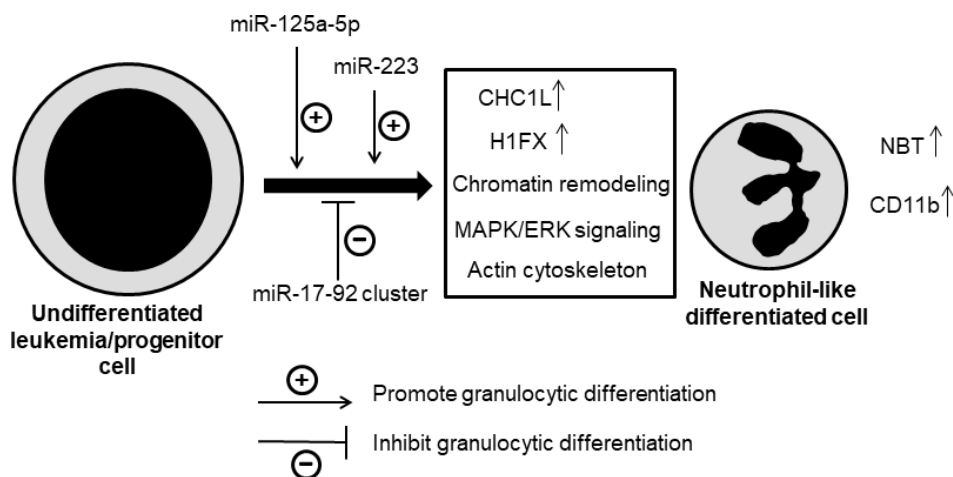 miR-125a-5p
miR-223
+
+
−
miR-17-92 cluster
Undifferentiated
leukemia/progenitor
cell
CHC1L↑
H1FX ↑
Chromatin remodeling
MAPK/ERK signaling
Actin cytoskeleton
Neutrophil-like
differentiated cell
NBT ↑
CD11b↑
+
Promote granulocytic differentiation
−
Inhibit granulocytic differentiation